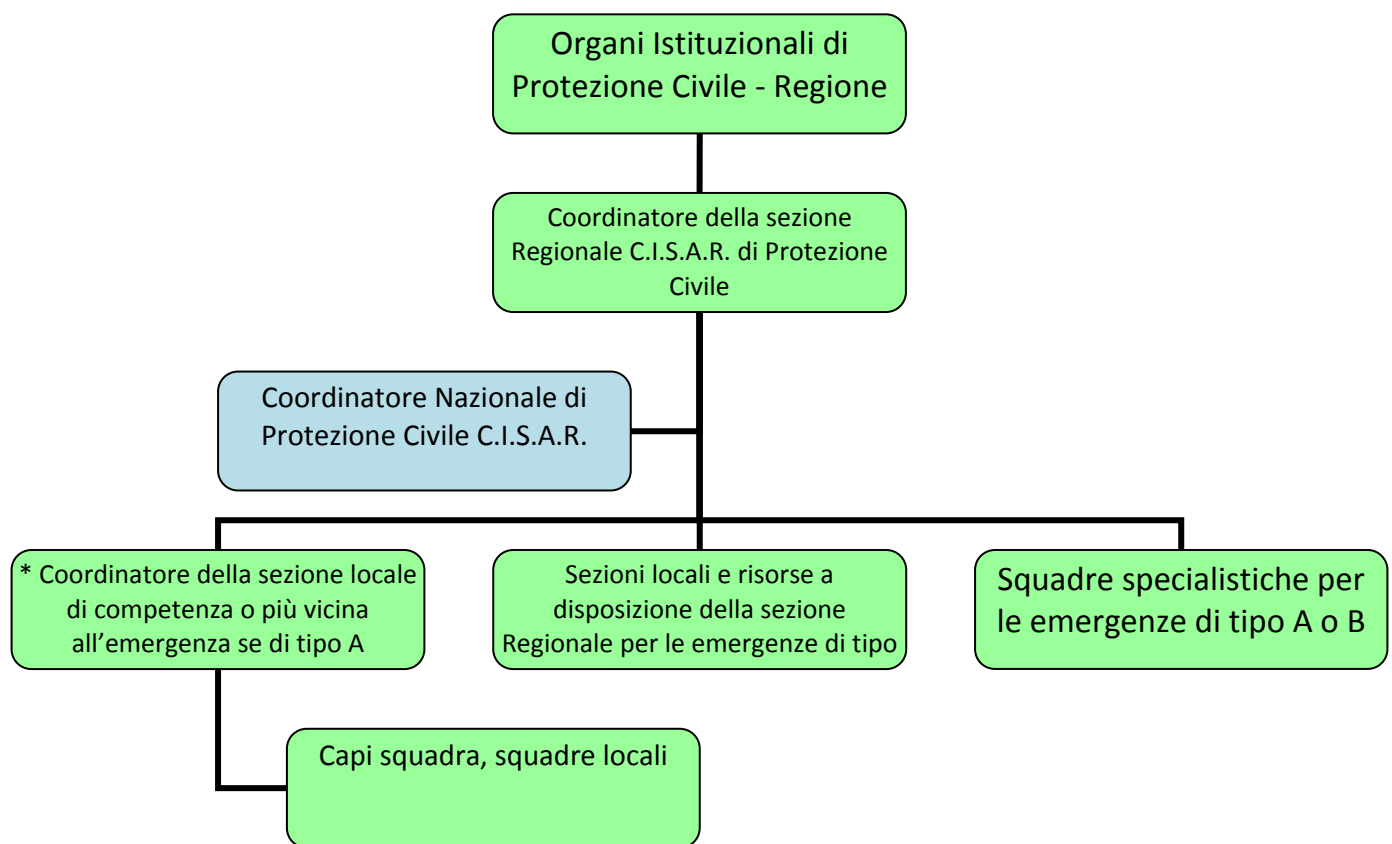 Organi Istituzionali di
Protezione Civile - Regione
Coordinatore della sezione
Regionale C.I.S.A.R. di Protezione
Civile
Coordinatore Nazionale di
Protezione Civile C.I.S.A.R.
* Coordinatore della sezione locale
di competenza o più vicina
all’emergenza se di tipo A
Sezioni locali e risorse a
disposizione della sezione
Regionale per le emergenze di tipo
Squadre specialistiche per
le emergenze di tipo A o B
Capi squadra, squadre locali